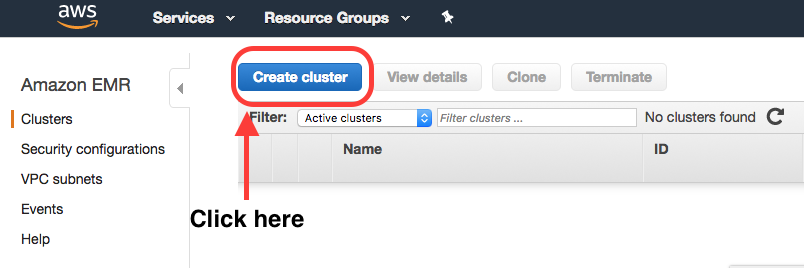 aws Services Resource Groups
Amazon EMR
Clusters
Security configurations
VPC subnets
Events
Help
Create cluster View details Clone Terminate
Filter: Active clusters Filter clusters ... No clusters found
Name ID
Click here